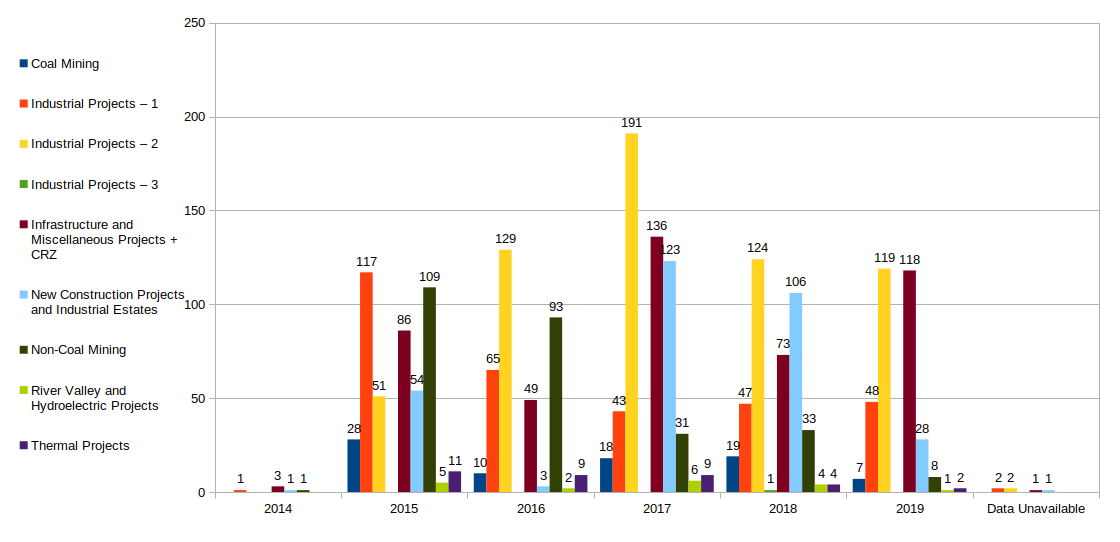 Coal Mining
Industrial Projects – 1
Industrial Projects – 2
Industrial Projects – 3
Infrastructure and
Miscellaneous Projects +
CRZ
New Construction Projects
and Industrial Estates
Non-Coal Mining
River Valley and
Hydroelectric Projects
Thermal Projects
250
200
150
100
50
0
1 3 1 1
28 117 51 86 54 109 5 11
10 65 129 49 3 93 2 9
18 43 191 136 123 31 6 9
19 47 124 1 73 106 33 4 4
7 48 119 118 28 8 1 2
2 2 1 1
2014 2015 2016 2017 2018 2019 Data Unavailable